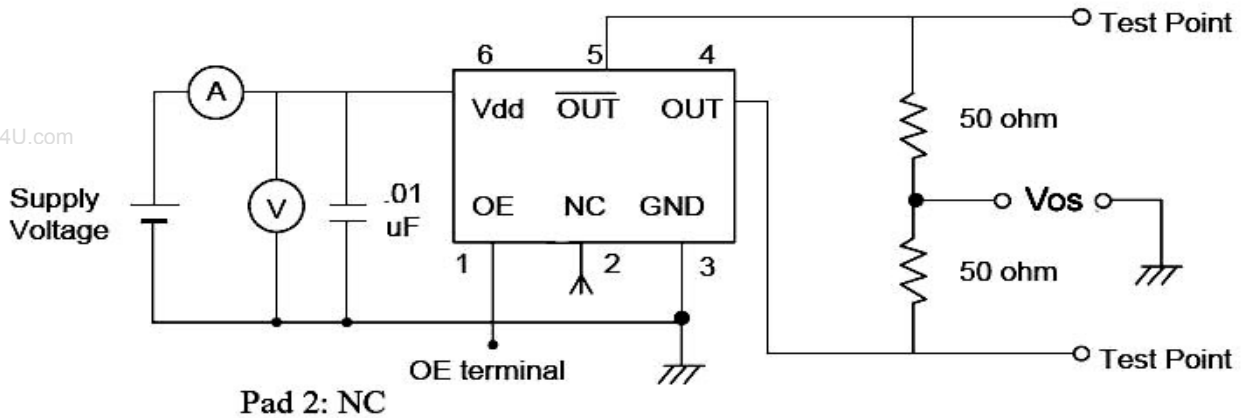 Test Point
6 5 4
A
Vdd OUT OUT
50 ohm
4U.com
Supply
Voltage
V
.01
uF
OE NC GND
Vos
1 2 3
50 ohm
OE terminal
Test Point
Pad 2: NC